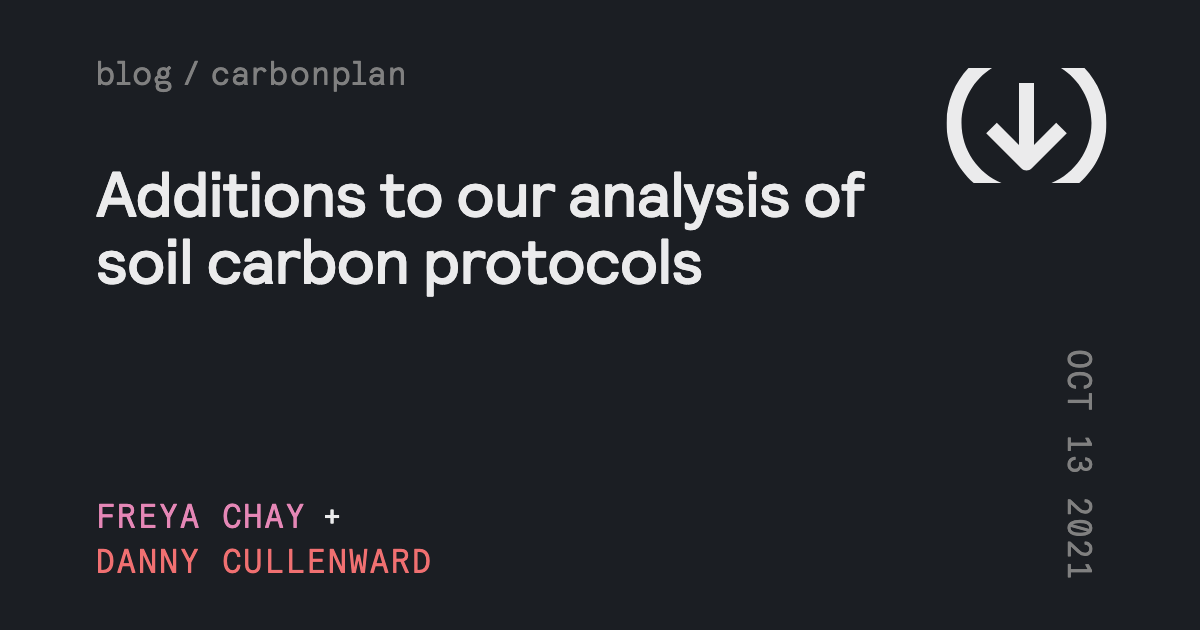 blog / carbonplan
Additions to our analysis of
soil carbon protocols
OCT 13 2021
FREYA CHAY +
DANNY CULLENWARD